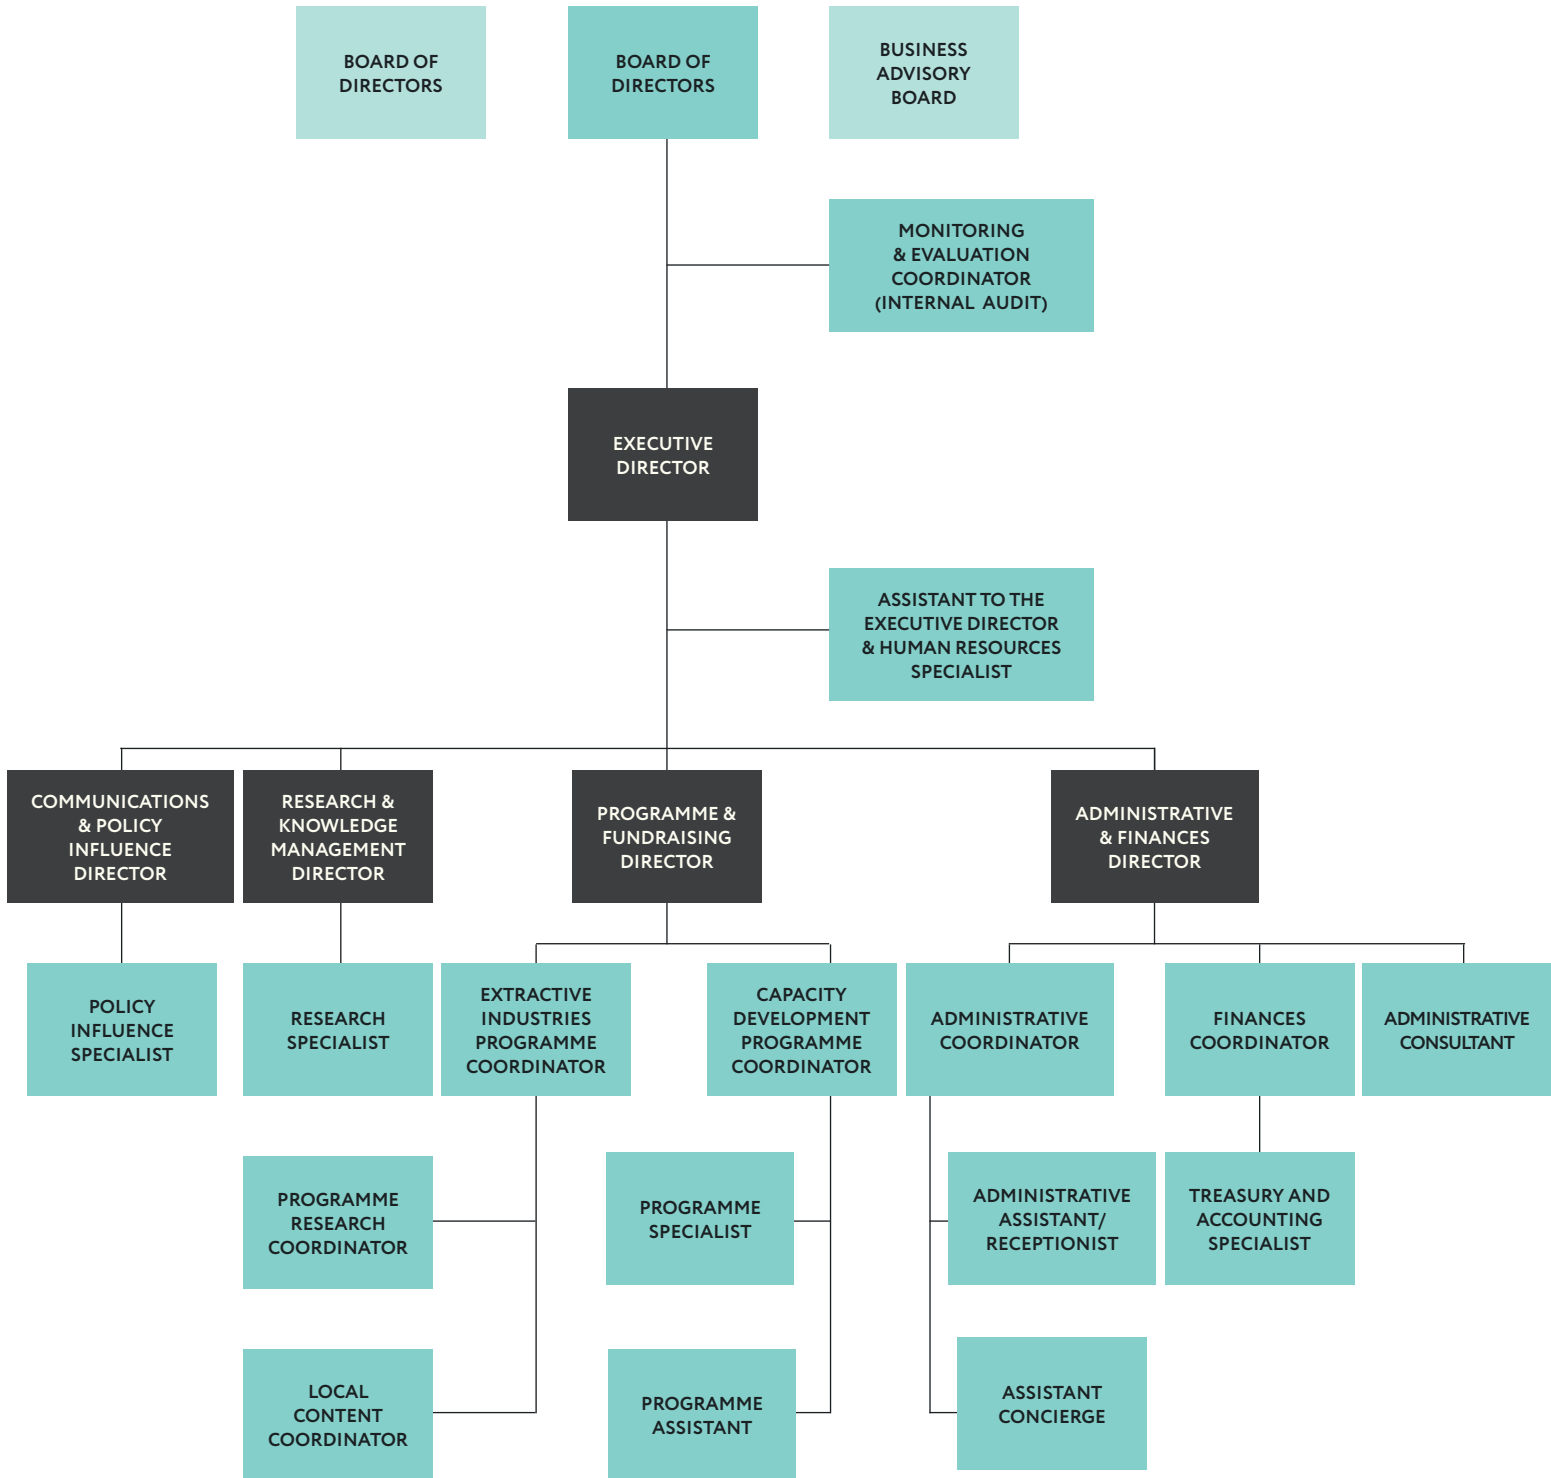 BOARD OF
DIRECTORS
BOARD OF
DIRECTORS
BUSINESS
ADVISORY
BOARD
MONITORING
& EVALUATION
COORDINATOR
(INTERNAL AUDIT)
EXECUTIVE
DIRECTOR
ASSISTANT TO THE
EXECUTIVE DIRECTOR
& HUMAN RESOURCES
SPECIALIST
COMMUNICATIONS
& POLICY
INFLUENCE
DIRECTOR
RESEARCH &
KNOWLEDGE
MANAGEMENT
DIRECTOR
PROGRAMME &
FUNDRAISING
DIRECTOR
ADMINISTRATIVE
& FINANCES
DIRECTOR
POLICY
INFLUENCE
SPECIALIST
RESEARCH
SPECIALIST
EXTRACTIVE
INDUSTRIES
PROGRAMME
COORDINATOR
CAPACITY
DEVELOPMENT
PROGRAMME
COORDINATOR
ADMINISTRATIVE
COORDINATOR
FINANCES
COORDINATOR
ADMINISTRATIVE
CONSULTANT
PROGRAMME
RESEARCH
COORDINATOR
PROGRAMME
SPECIALIST
ADMINISTRATIVE
ASSISTANT/
RECEPTIONIST
TREASURY AND
ACCOUNTING
SPECIALIST
LOCAL
CONTENT
COORDINATOR
PROGRAMME
ASSISTANT
ASSISTANT
CONCIERGE